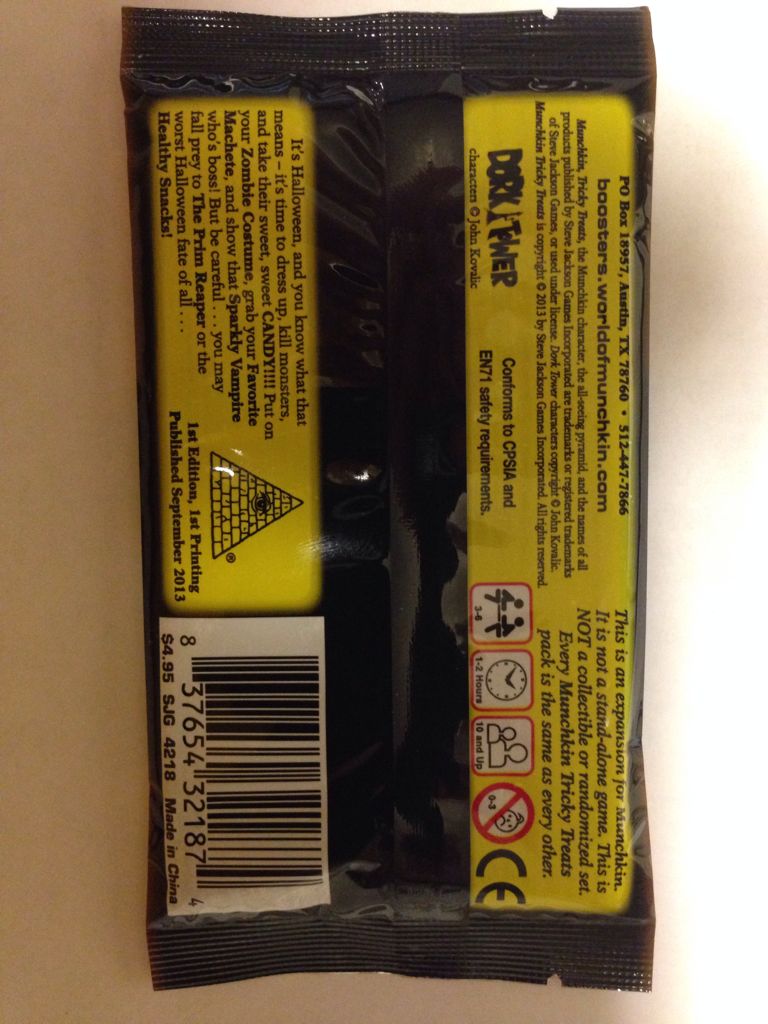 PO Box 18957, Austin, TX 78760 • 512-447-7866
boosters.worldofmunchkin.com
Munchkin, Tricky Treats, the Munchkin character, the all-seeing pyramid, and the names of all
products published by Steve Jackson Games Incorporated are trademarks or registered trademarks
of Steve Jackson Games, or used under license. Dork Tower characters copyright © John Kovalic.
Munchkin Tricky Treats is copyright © 2013 by Steve Jackson Games Incorporated. All rights reserved.
DORK TOWER
characters © John Kovalic
Conforms to CPSIA and
EN71 safety requirements.
This is an expansion for Munchkin.
It is not a stand-alone game. This is
NOT a collectible or randomized set.
Every Munchkin Tricky Treats
pack is the same as every other.
3-6
1-2 Hours
10 and Up
0-3
CE
It's Halloween, and you know what that
means – it's time to dress up, kill monsters,
and take their sweet, sweet CANDY!!!! Put on
your Zombie Costume, grab your Favorite
Machete, and show that Sparkly Vampire
who's boss! But be careful . . . you may
fall prey to The Prim Reaper or the
worst Halloween fate of all . . .
Healthy Snacks!
®
1st Edition, 1st Printing
Published September 2013
8 37654 32187 4
$4.95 SJG 4218 Made in China